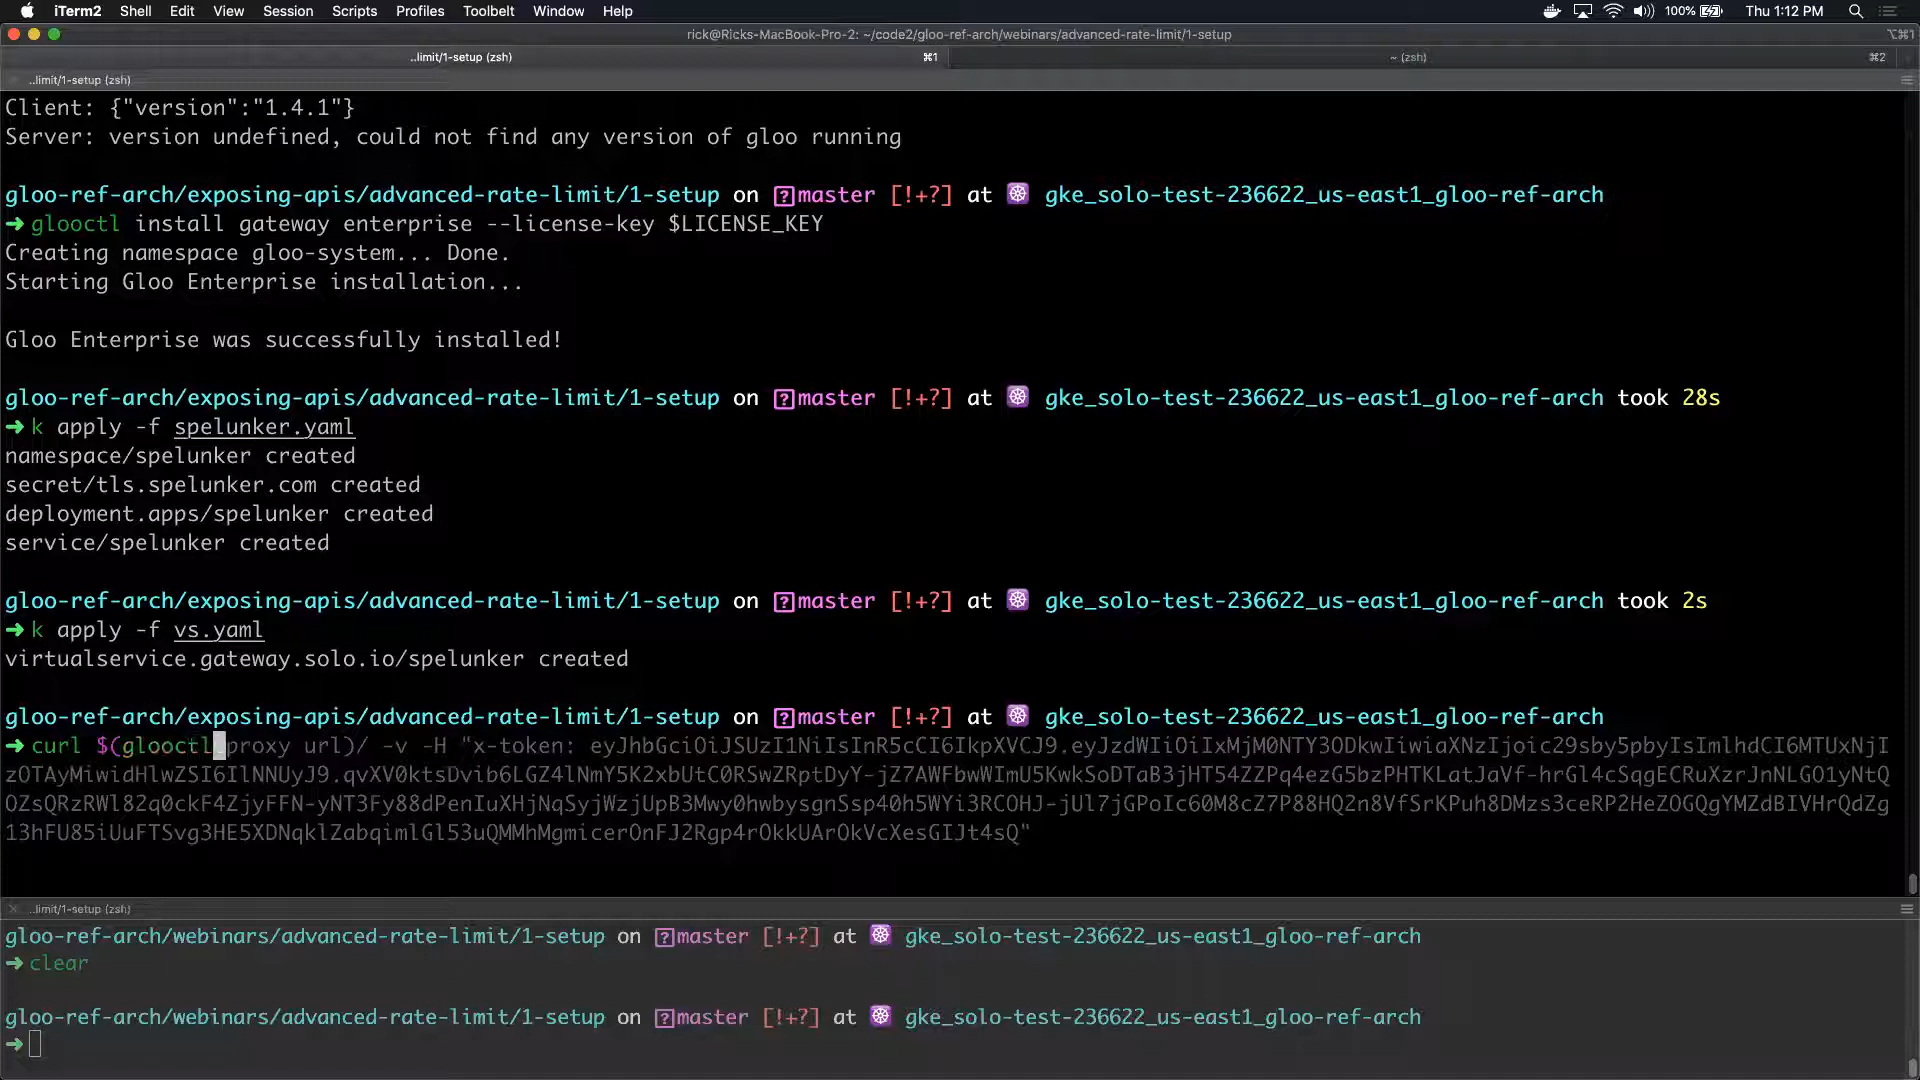 iTerm2 Shell Edit View Session Scripts Profiles Toolbelt Window Help 100% Thu 1:12 PM
rick@Ricks-MacBook-Pro-2: ~/code2/gloo-ref-arch/webinars/advanced-rate-limit/1-setup ⌥⌘1
..limit/1-setup (zsh) ⌘1 ~ (zsh) ⌘2
..limit/1-setup (zsh)
Client: {"version":"1.4.1"}
Server: version undefined, could not find any version of gloo running
gloo-ref-arch/exposing-apis/advanced-rate-limit/1-setup on [?]master [!+?] at ☸ gke_solo-test-236622_us-east1_gloo-ref-arch
➜ glooctl install gateway enterprise --license-key $LICENSE_KEY
Creating namespace gloo-system... Done.
Starting Gloo Enterprise installation...
Gloo Enterprise was successfully installed!
gloo-ref-arch/exposing-apis/advanced-rate-limit/1-setup on [?]master [!+?] at ☸ gke_solo-test-236622_us-east1_gloo-ref-arch took 28s
➜ k apply -f spelunker.yaml
namespace/spelunker created
secret/tls.spelunker.com created
deployment.apps/spelunker created
service/spelunker created
gloo-ref-arch/exposing-apis/advanced-rate-limit/1-setup on [?]master [!+?] at ☸ gke_solo-test-236622_us-east1_gloo-ref-arch took 2s
➜ k apply -f vs.yaml
virtualservice.gateway.solo.io/spelunker created
gloo-ref-arch/exposing-apis/advanced-rate-limit/1-setup on [?]master [!+?] at ☸ gke_solo-test-236622_us-east1_gloo-ref-arch
➜ curl $(glooctl proxy url)/ -v -H "x-token: eyJhbGciOiJSUzI1NiIsInR5cCI6IkpXVCJ9.eyJzdWIiOiIxMjM0NTY3ODkwIiwiaXNzIjoic29sby5pbyIsImlhdCI6MTUxNjI
zOTAyMiwidHlwZSI6IlNNUyJ9.qvXV0ktsDvib6LGZ4lNmY5K2xbUtC0RSwZRptDyY-jZ7AWFbwWImU5KwkSoDTaB3jHT54ZZPq4ezG5bzPHTKLatJaVf-hrGl4cSqgECRuXzrJnNLGO1yNtQ
OZsQRzRWl82q0ckF4ZjyFFN-yNT3Fy88dPenIuXHjNqSyjWzjUpB3Mwy0hwbysgnSsp40h5WYi3RCOHJ-jUl7jGPoIc60M8cZ7P88HQ2n8VfSrKPuh8DMzs3ceRP2HeZOGQgYMZdBIVHrQdZg
13hFU85iUuFTSvg3HE5XDNqklZabqimlGl53uQMMhMgmicerOnFJ2Rgp4rOkkUArOkVcXesGIJt4sQ"
..limit/1-setup (zsh)
gloo-ref-arch/webinars/advanced-rate-limit/1-setup on [?]master [!+?] at ☸ gke_solo-test-236622_us-east1_gloo-ref-arch
➜ clear
gloo-ref-arch/webinars/advanced-rate-limit/1-setup on [?]master [!+?] at ☸ gke_solo-test-236622_us-east1_gloo-ref-arch
➜